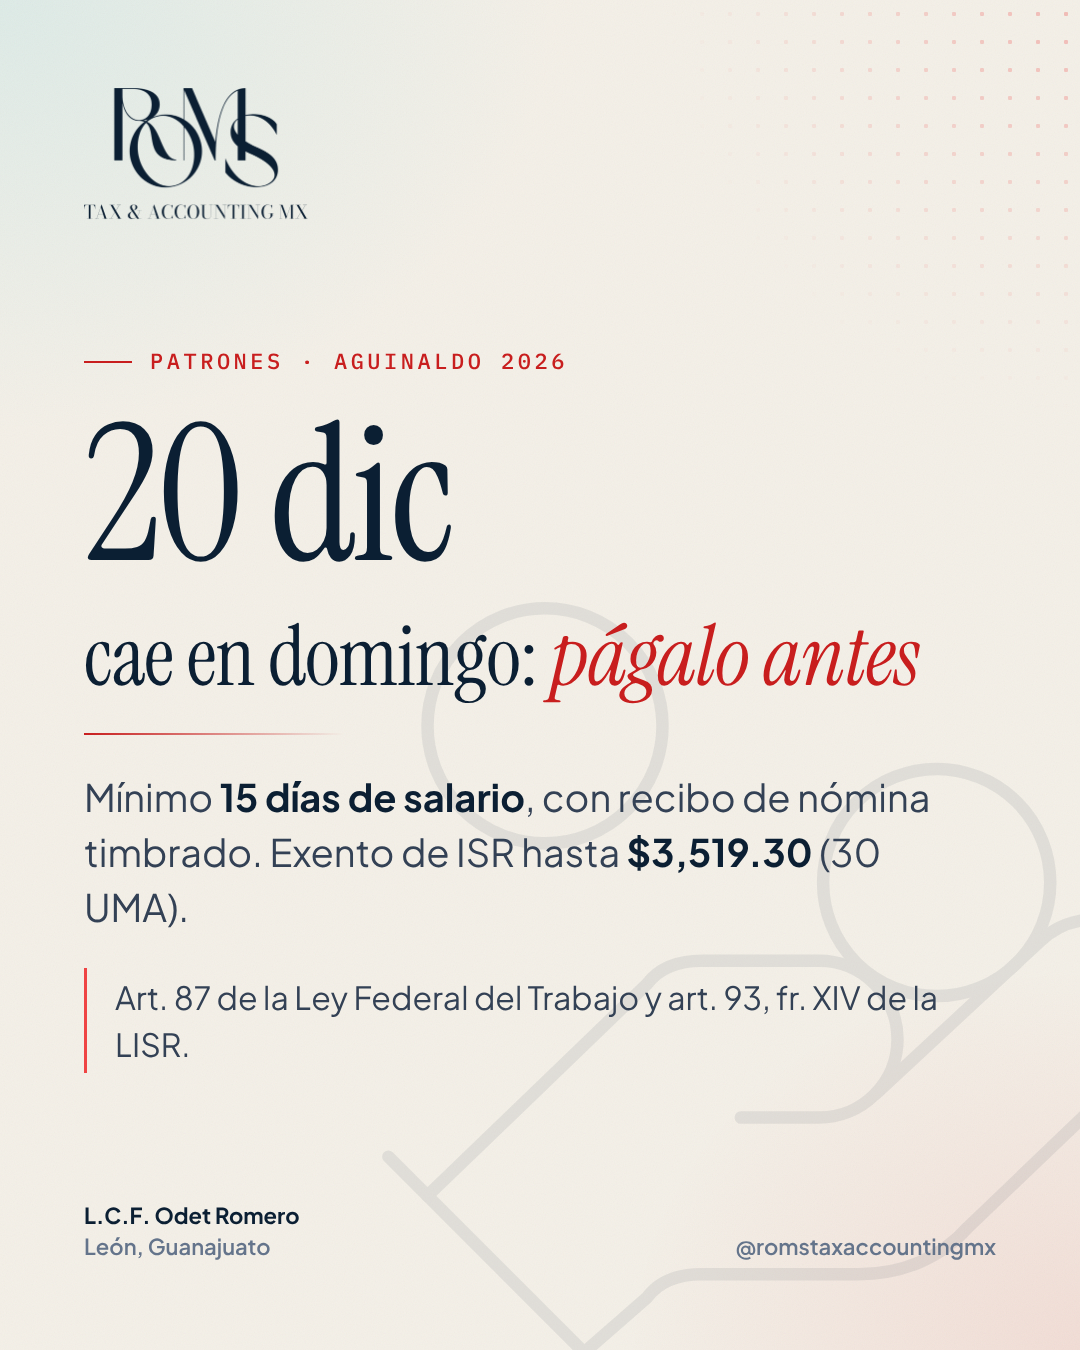 ROMS
TAX & ACCOUNTING MX
PATRONES · AGUINALDO 2026
20 dic
cae en domingo: págalo antes
Mínimo 15 días de salario, con recibo de nómina
timbrado. Exento de ISR hasta $3,519.30 (30
UMA).
Art. 87 de la Ley Federal del Trabajo y art. 93, fr. XIV de la
LISR.
L.C.F. Odet Romero
León, Guanajuato
@romstaxaccountingmx